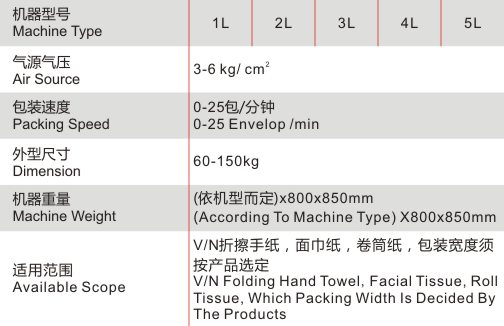 机器型号
Machine Type
1L 2L 3L 4L 5L
气源气压
Air Source
3-6 kg/ cm²
包装速度
Packing Speed
0-25包/分钟
0-25 Envelop /min
外型尺寸
Dimension
60-150kg
机器重量
Machine Weight
(依机型而定)x800x850mm
(According To Machine Type) X800x850mm
适用范围
Available Scope
V/N折擦手纸，面巾纸，卷筒纸，包装宽度须
按产品选定
V/N Folding Hand Towel, Facial Tissue, Roll
Tissue, Which Packing Width Is Decided By
The Products